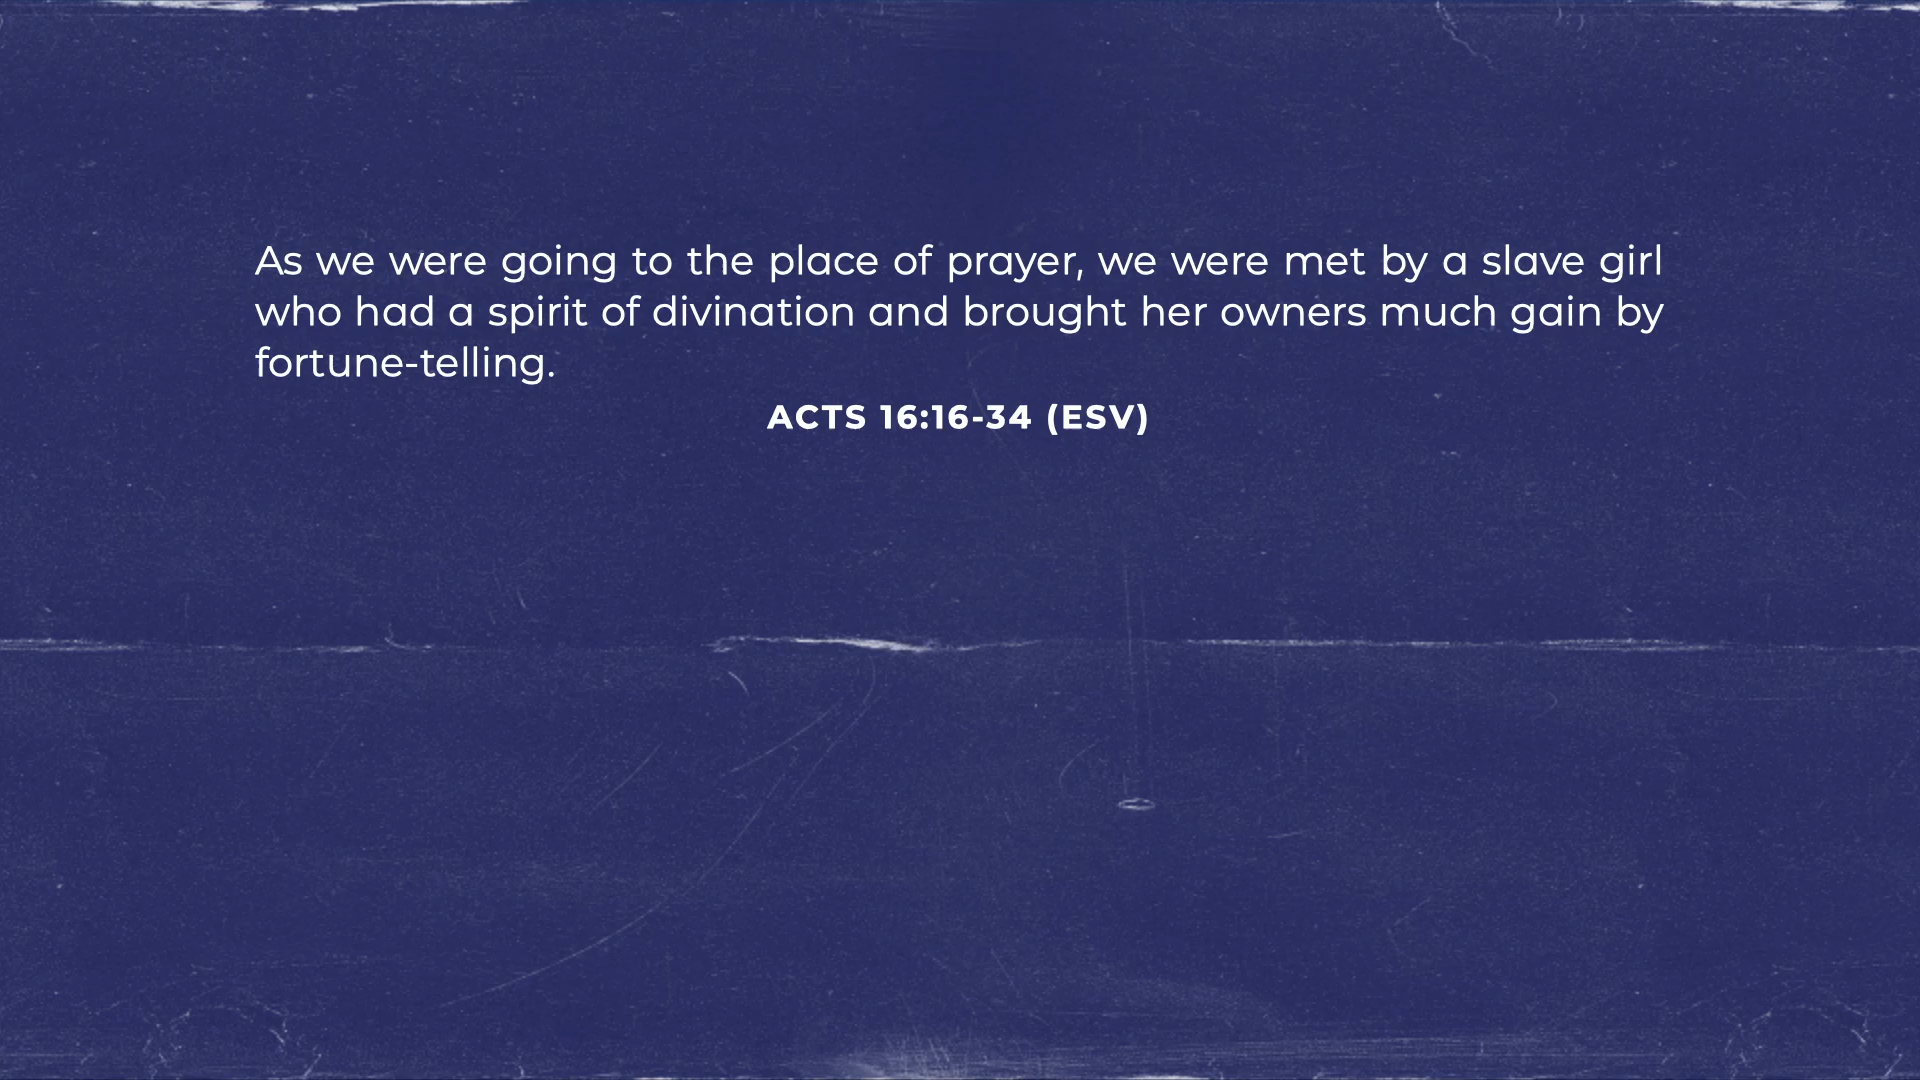 As we were going to the place of prayer, we were met by a slave girl
who had a spirit of divination and brought her owners much gain by
fortune-telling.
ACTS 16:16-34 (ESV)